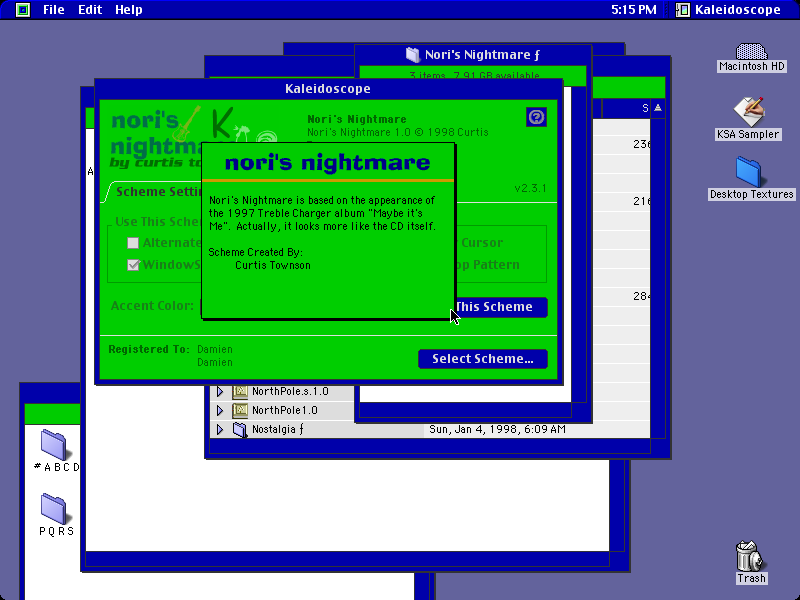 File Edit Help
5:15 PM
Kaleidoscope
Nori's Nightmare ƒ
3 items, 7.91 GB available
Macintosh HD
KSA Sampler
Desktop Textures
Trash
S
236
216
284
Kaleidoscope
nori's
nightmare
by curtis
Nori's Nightmare
Nori's Nightmare 1.0 © 1998 Curtis
v2.3.1
Scheme
Use This
Alternate
Cursor
Pattern
Accent Color:
This Scheme
Registered To: Damien
Damien
Select Scheme...
nori's nightmare
Nori's Nightmare is based on the appearance of
the 1997 Treble Charger album "Maybe it's
Me". Actually, it looks more like the CD itself.
Scheme Created By:
Curtis Townson
NorthPole.s.1.0
NorthPole1.0
Nostalgia ƒ
Sun, Jan 4, 1998, 6:09 AM
A
#ABCD
PQRS